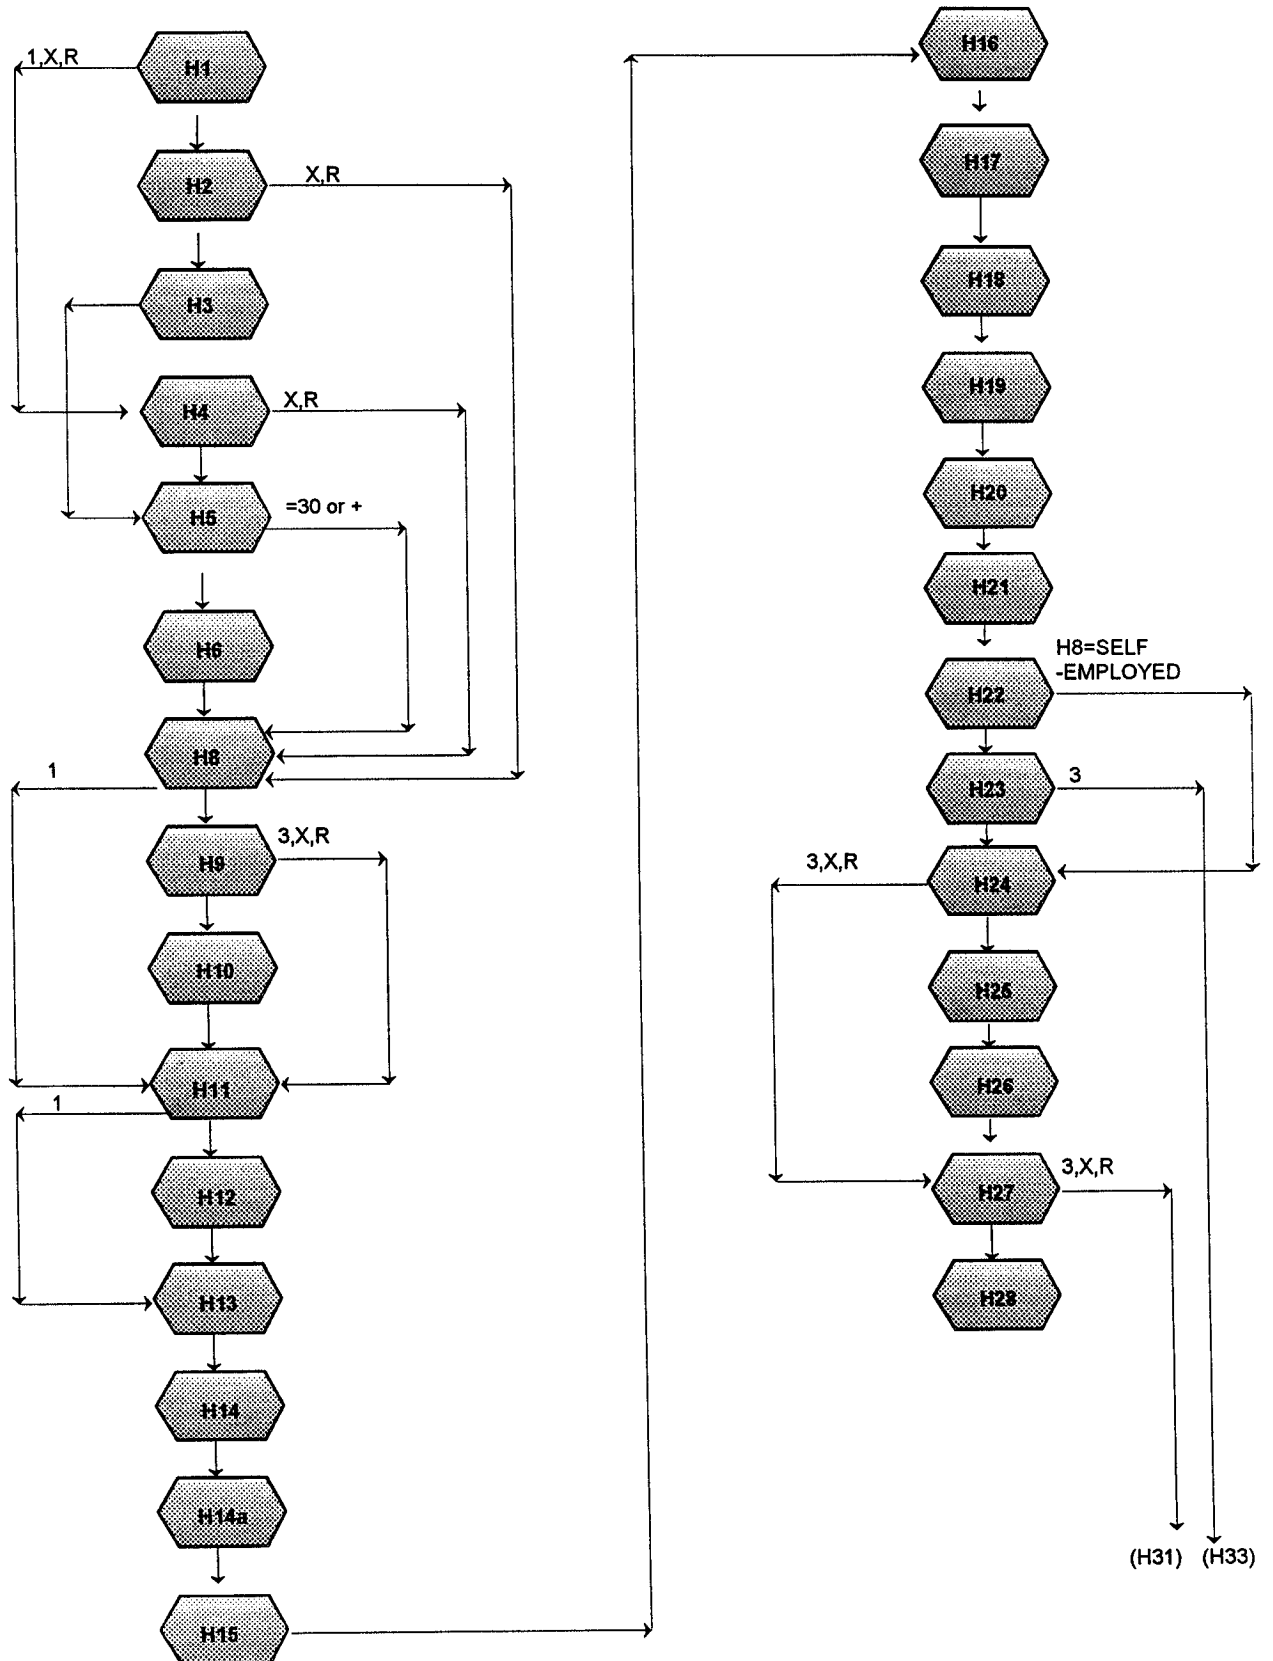 1,X,R
H1
H2
X,R
H3
H4
X,R
H5
=30 or +
H6
H8
1
H9
3,X,R
H10
H11
1
H12
H13
H14
H14a
H15
H16
H17
H18
H19
H20
H21
H22
H8=SELF
-EMPLOYED
H23
3
H24
3,X,R
H25
H26
H27
3,X,R
H28
(H31)
(H33)